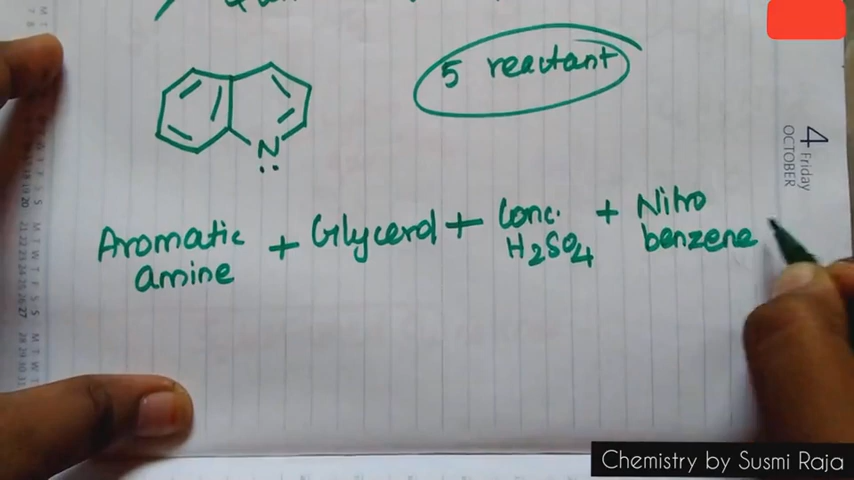 5 reactant
N
Aromatic + Glycerol + Conc. + Nitro
amine H2SO4 benzene
4 Friday
OCTOBER
Chemistry by Susmi Raja